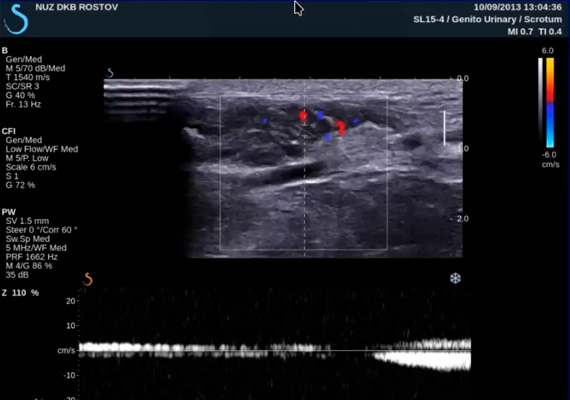 NUZ DKB ROSTOV
10/09/2013 13:04:36
SL15-4 / Genito Urinary / Scrotum
MI 0.7 TI 0.4
B
Gen/Med
M 5/70 dB/Med
T 1540 m/s
SC/SR 3
G 40 %
Fr. 13 Hz
CFI
Gen/Med
Low Flow/WF Med
M 5/P. Low
Scale 6 cm/s
S 1
G 72 %
PW
SV 1.5 mm
Steer 0 °/Corr 60 °
Sw.Sp Med
5 MHz/WF Med
PRF 1662 Hz
M 4/G 86 %
35 dB
Z 110 %
0.0
1.0
2.0
6.0
-6.0
cm/s
20
10
cm/s
-10